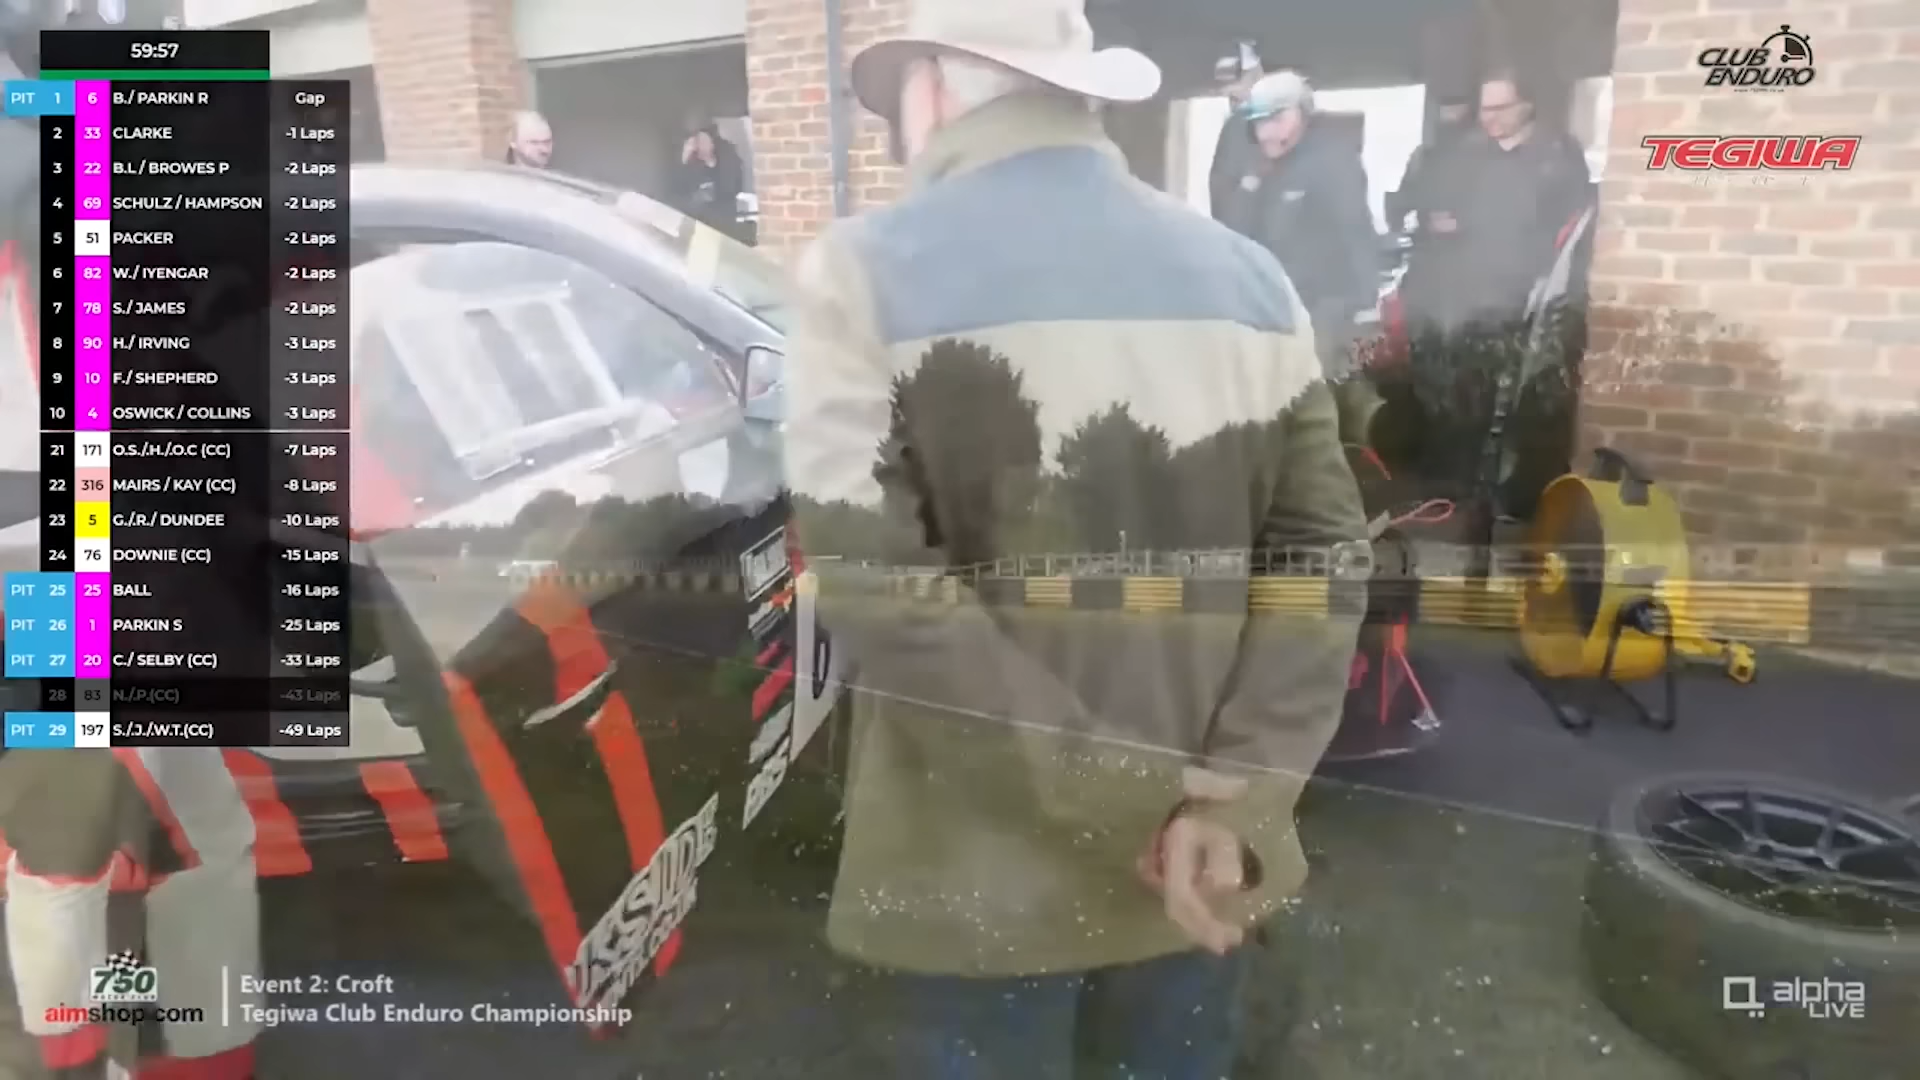 59:57
PIT 1 6 B./ PARKIN R Gap
2 33 CLARKE -1 Laps
3 22 B.L / BROWES P -2 Laps
4 69 SCHULZ / HAMPSON -2 Laps
5 51 PACKER -2 Laps
6 82 W./ IYENGAR -2 Laps
7 78 S./ JAMES -2 Laps
8 90 H./ IRVING -3 Laps
9 10 F./ SHEPHERD -3 Laps
10 4 OSWICK / COLLINS -3 Laps
21 171 O.S./.H./.O.C (CC) -7 Laps
22 316 MAIRS / KAY (CC) -8 Laps
23 5 G./.R./ DUNDEE -10 Laps
24 76 DOWNIE (CC) -15 Laps
PIT 25 25 BALL -16 Laps
PIT 26 1 PARKIN S -25 Laps
PIT 27 20 C./ SELBY (CC) -33 Laps
28 83 N./.P.(CC) -43 Laps
PIT 29 197 S./.J./.W.T.(CC) -49 Laps
CLUB
ENDURO
TEGIWA
750
MOTOR CLUB
aimshop.com
Event 2: Croft
Tegiwa Club Enduro Championship
alpha
LIVE